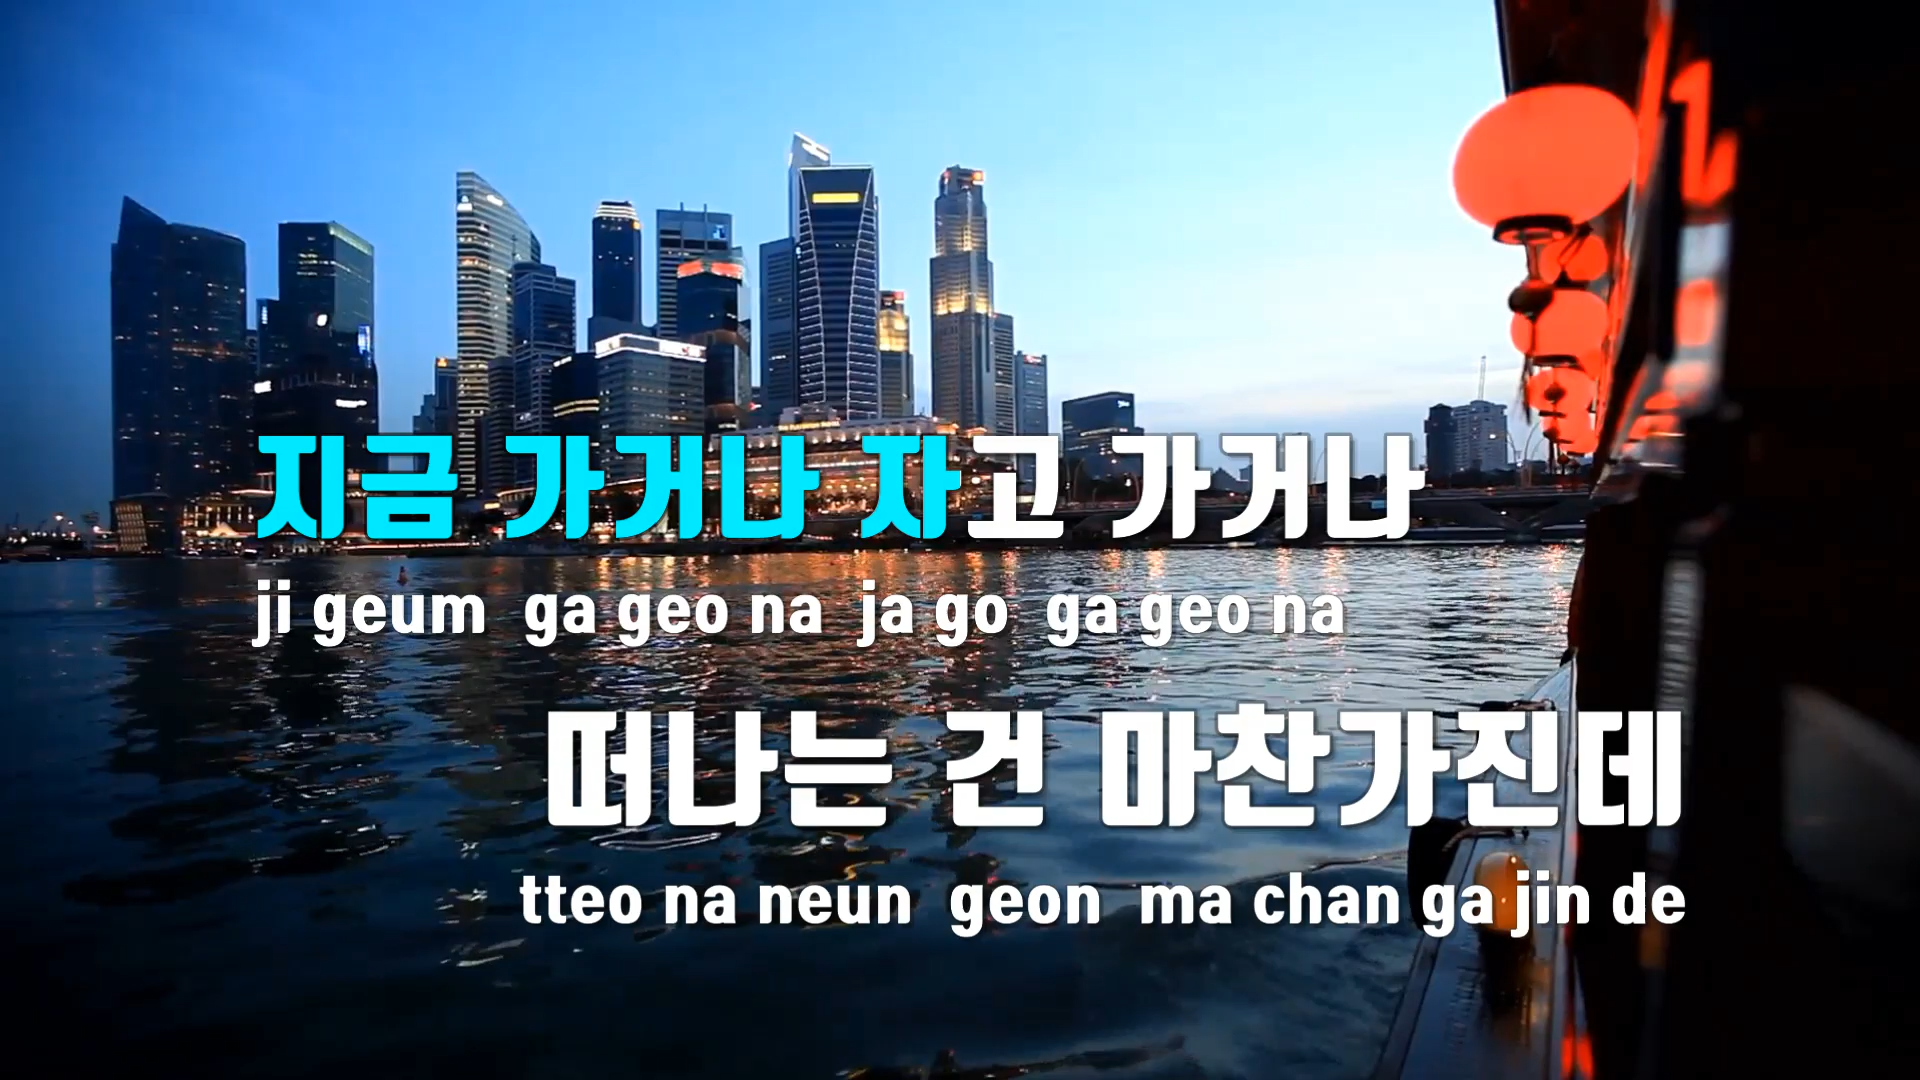 지금 가거나 자고 가거나
ji geum ga geo na ja go ga geo na
떠나는 건 마찬가진데
tteo na neun geon ma chan ga jin de